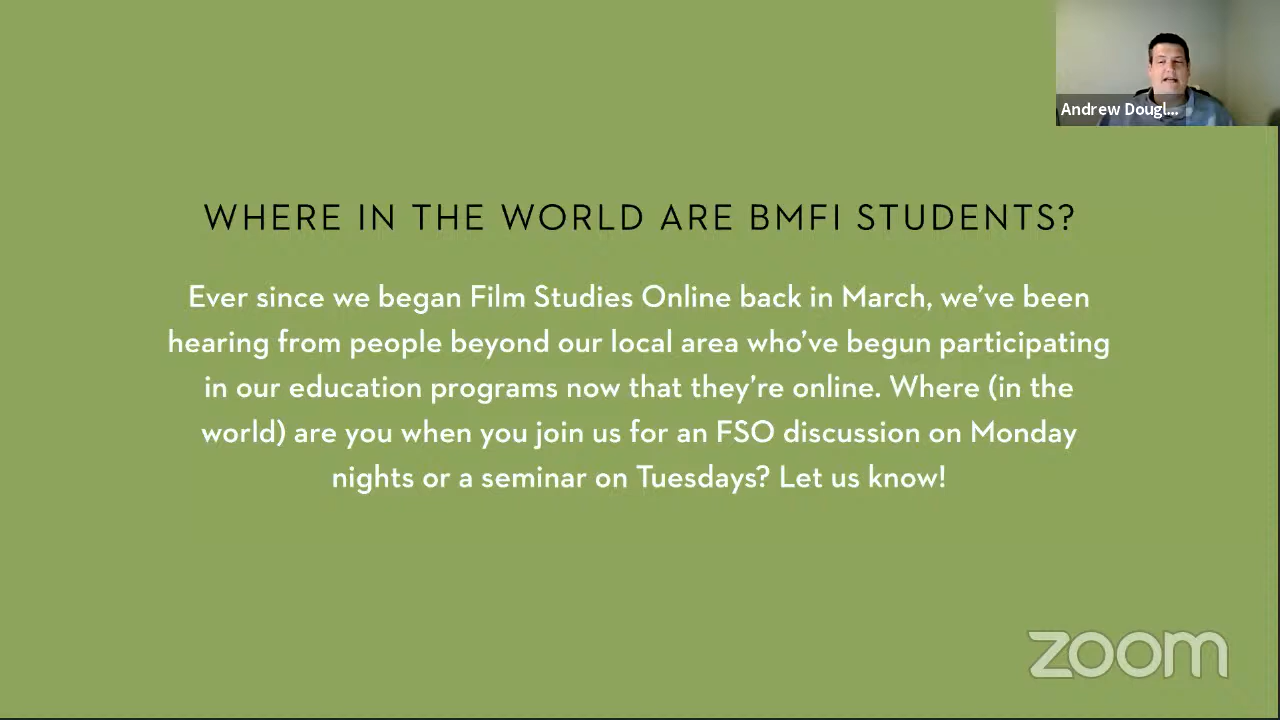 Andrew Dougl...
WHERE IN THE WORLD ARE BMFI STUDENTS?
Ever since we began Film Studies Online back in March, we’ve been
hearing from people beyond our local area who’ve begun participating
in our education programs now that they’re online. Where (in the
world) are you when you join us for an FSO discussion on Monday
nights or a seminar on Tuesdays? Let us know!
zoom